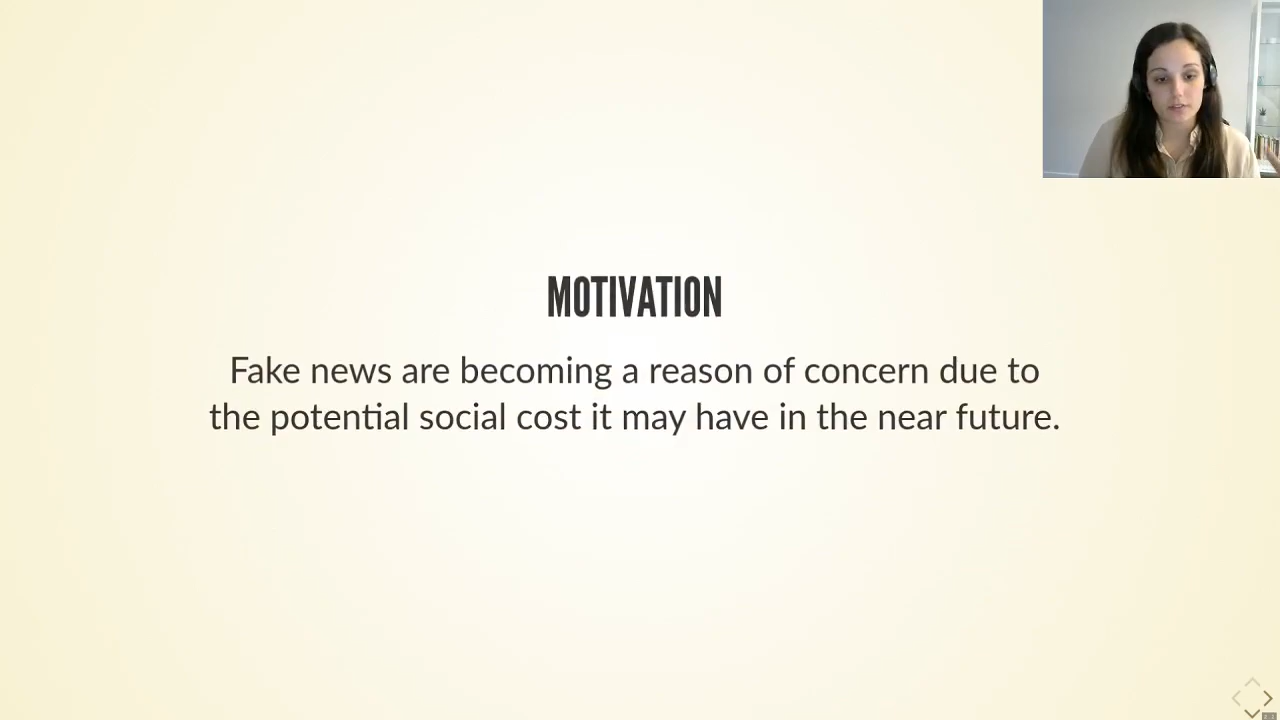 MOTIVATION
Fake news are becoming a reason of concern due to
the potential social cost it may have in the near future.